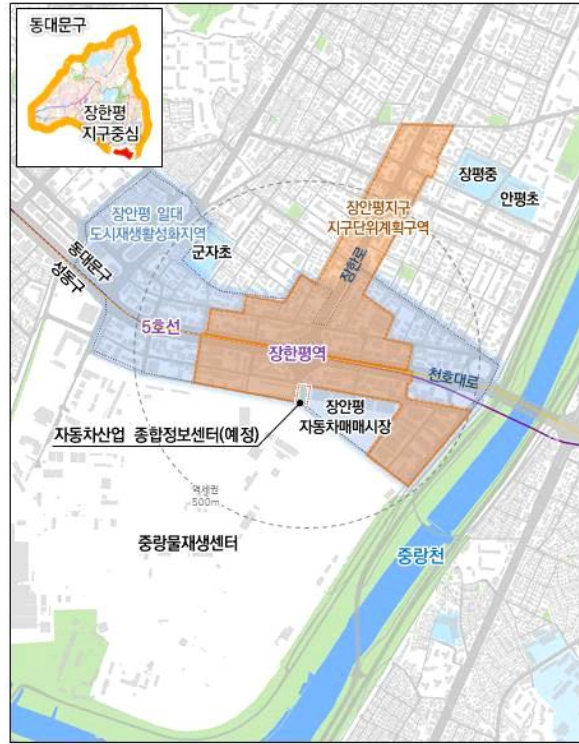 동대문구
장한평
지구중심
장평중
안평초
장안평 일대
도시재생활성화지역
장안평지구
지구단위계획구역
군자초
장한로
동대문구
성동구
5호선
장한평역
천호대로
장안평
자동차매매시장
자동차산업 종합정보센터(예정)
역세권
500m
중랑물재생센터
중랑천